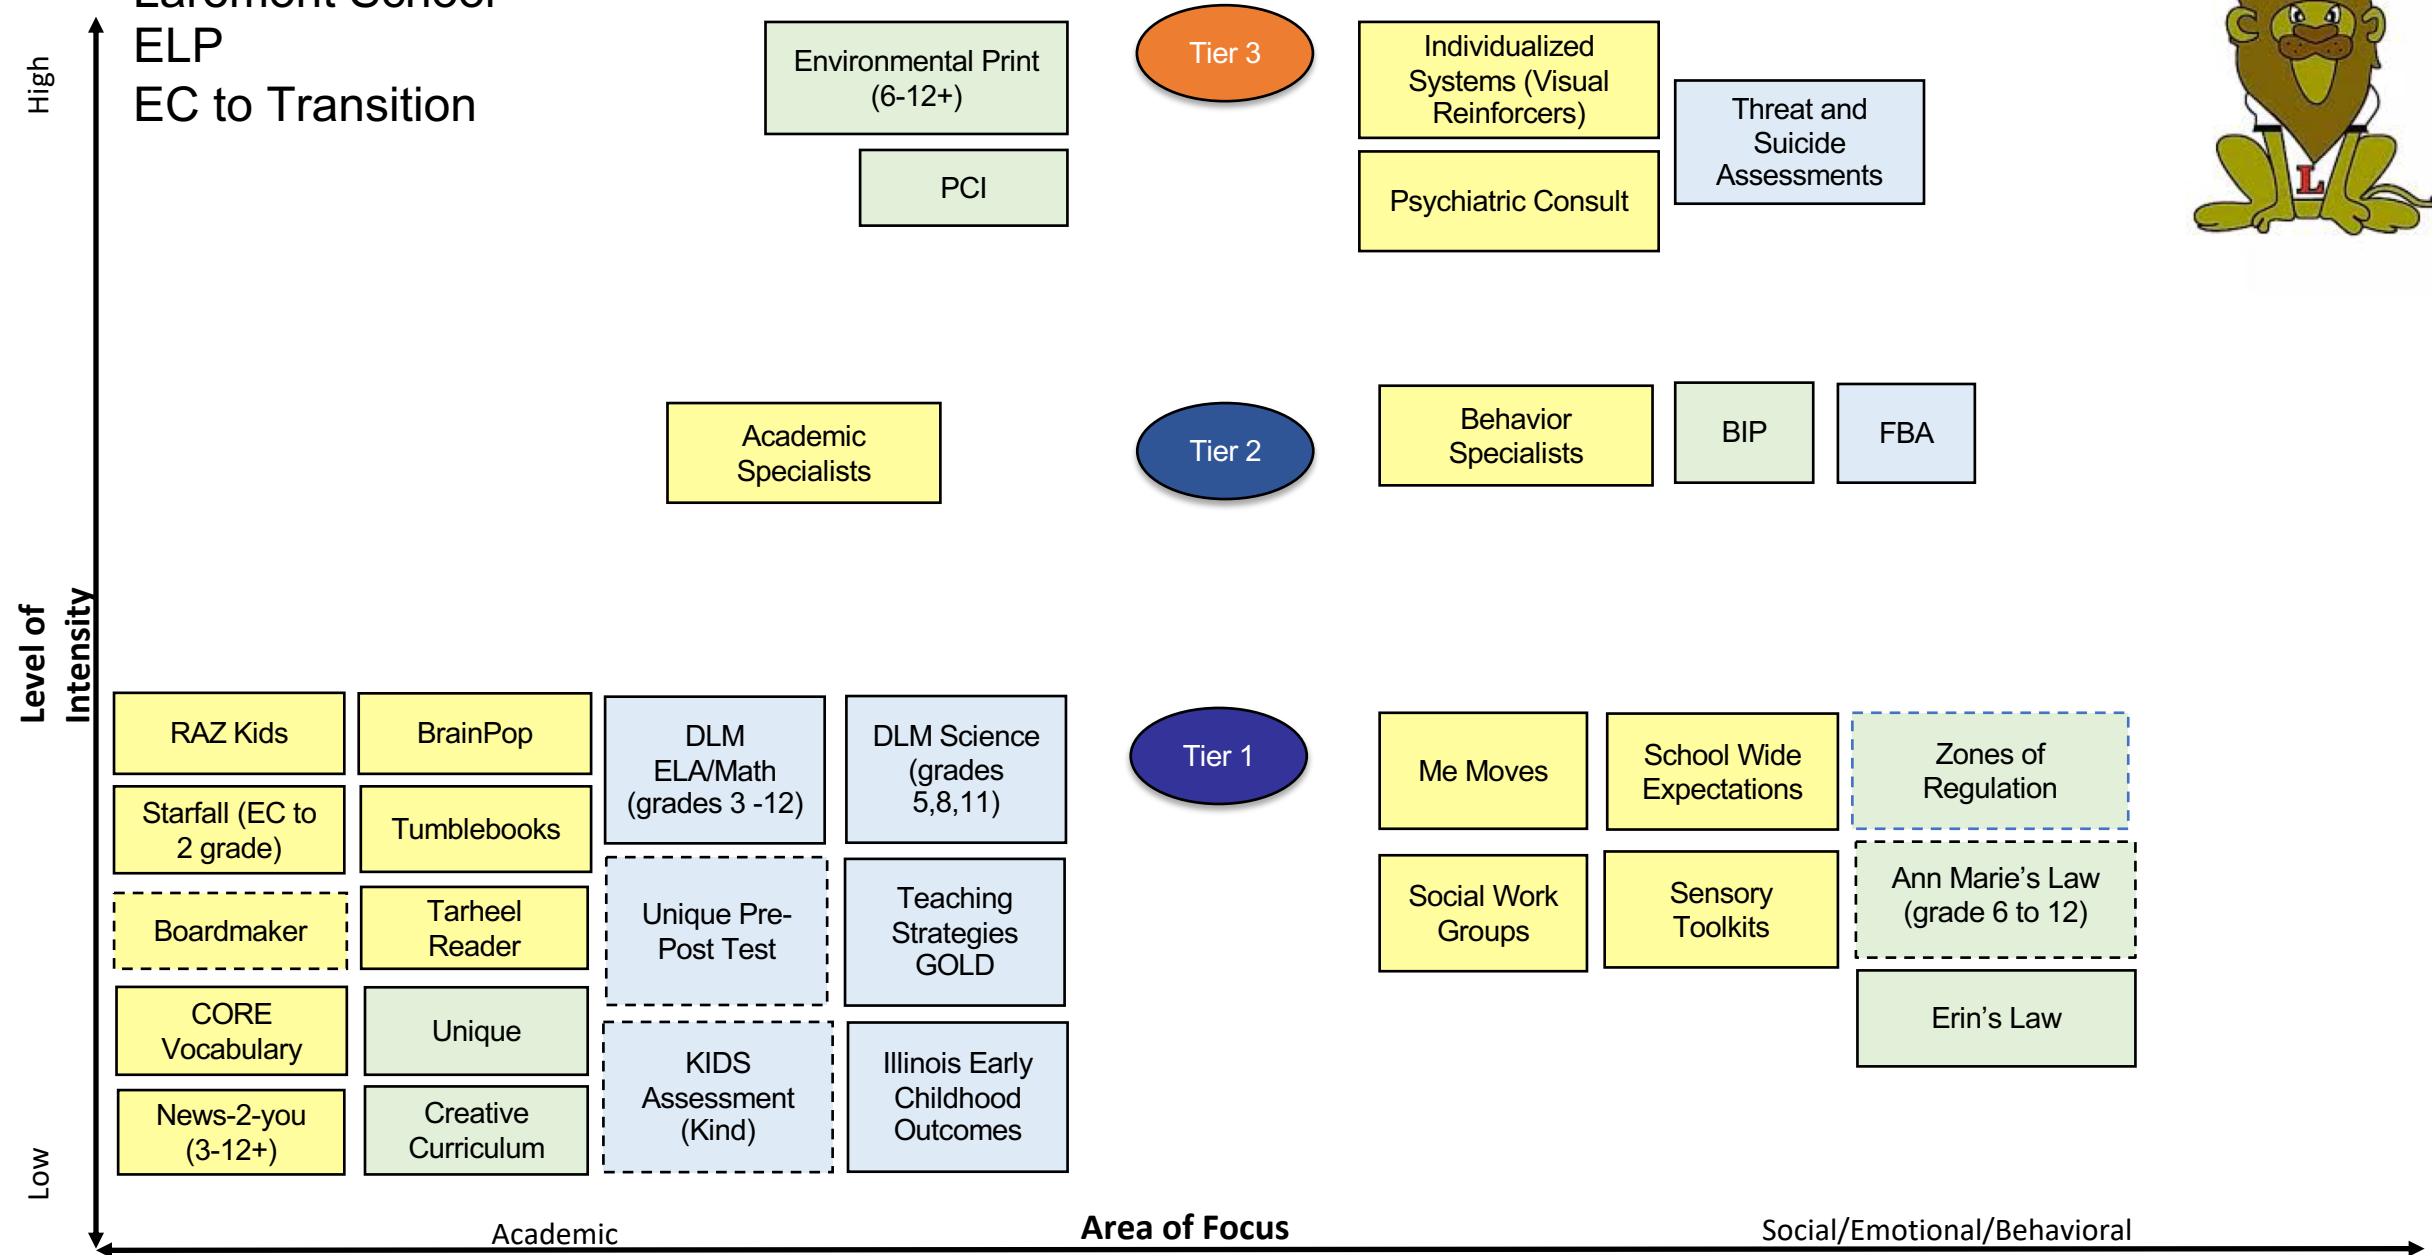 Laremont School
ELP
EC to Transition
High
Level of
Intensity
Low
Environmental Print
(6-12+)
PCI
Tier 3
Individualized
Systems (Visual
Reinforcers)
Psychiatric Consult
Threat and
Suicide
Assessments
L
Academic
Specialists
Tier 2
Behavior
Specialists
BIP
FBA
RAZ Kids
BrainPop
DLM
ELA/Math
(grades 3 -12)
DLM Science
(grades
5,8,11)
Starfall (EC to
2 grade)
Tumblebooks
Boardmaker
Tarheel
Reader
Unique Pre-
Post Test
Teaching
Strategies
GOLD
CORE
Vocabulary
Unique
KIDS
Assessment
(Kind)
Illinois Early
Childhood
Outcomes
News-2-you
(3-12+)
Creative
Curriculum
Tier 1
Me Moves
School Wide
Expectations
Zones of
Regulation
Social Work
Groups
Sensory
Toolkits
Ann Marie’s Law
(grade 6 to 12)
Erin’s Law
Academic
Area of Focus
Social/Emotional/Behavioral